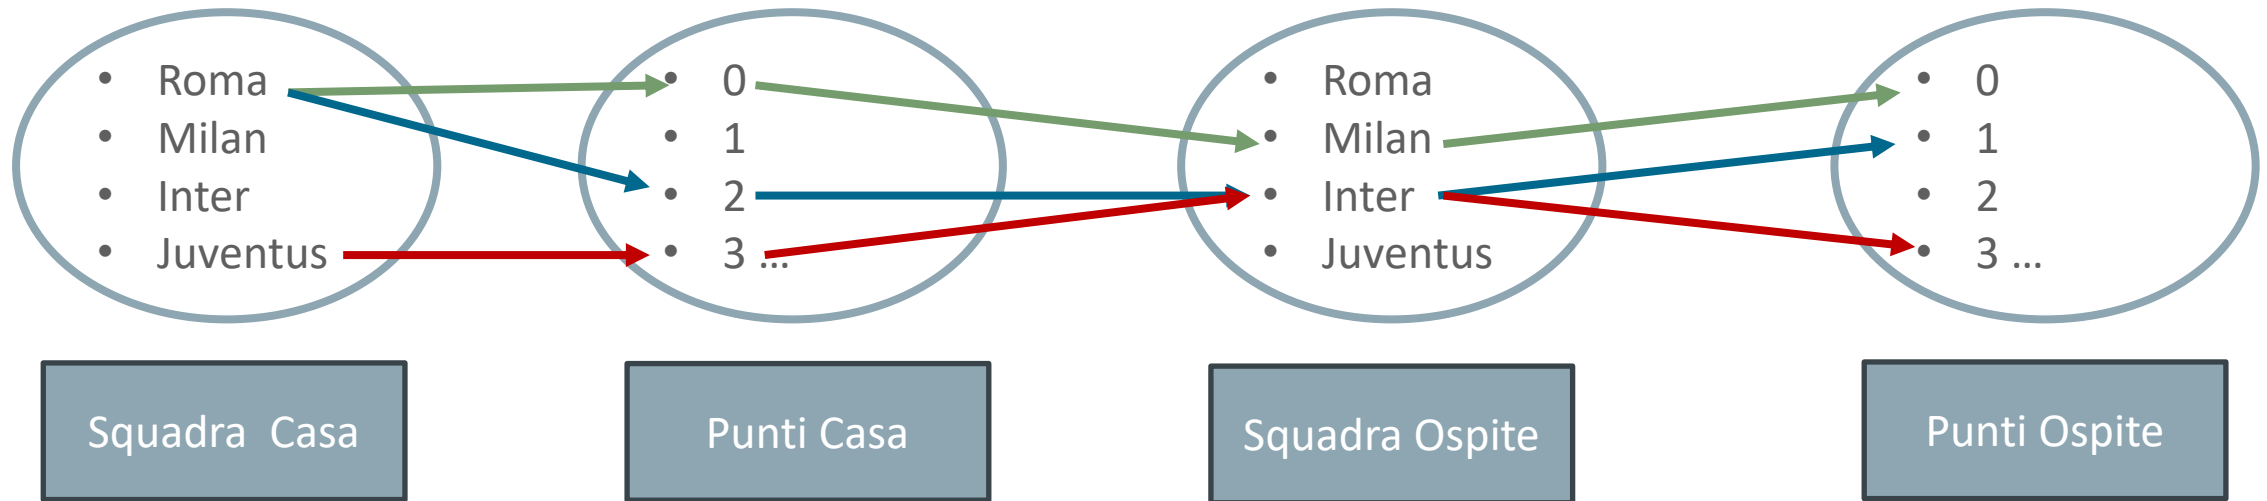 • Roma
• Milan
• Inter
• Juventus
• 0
• 1
• 2
• 3 ...
• Roma
• Milan
• Inter
• Juventus
• 0
• 1
• 2
• 3 ...
Squadra Casa
Punti Casa
Squadra Ospite
Punti Ospite